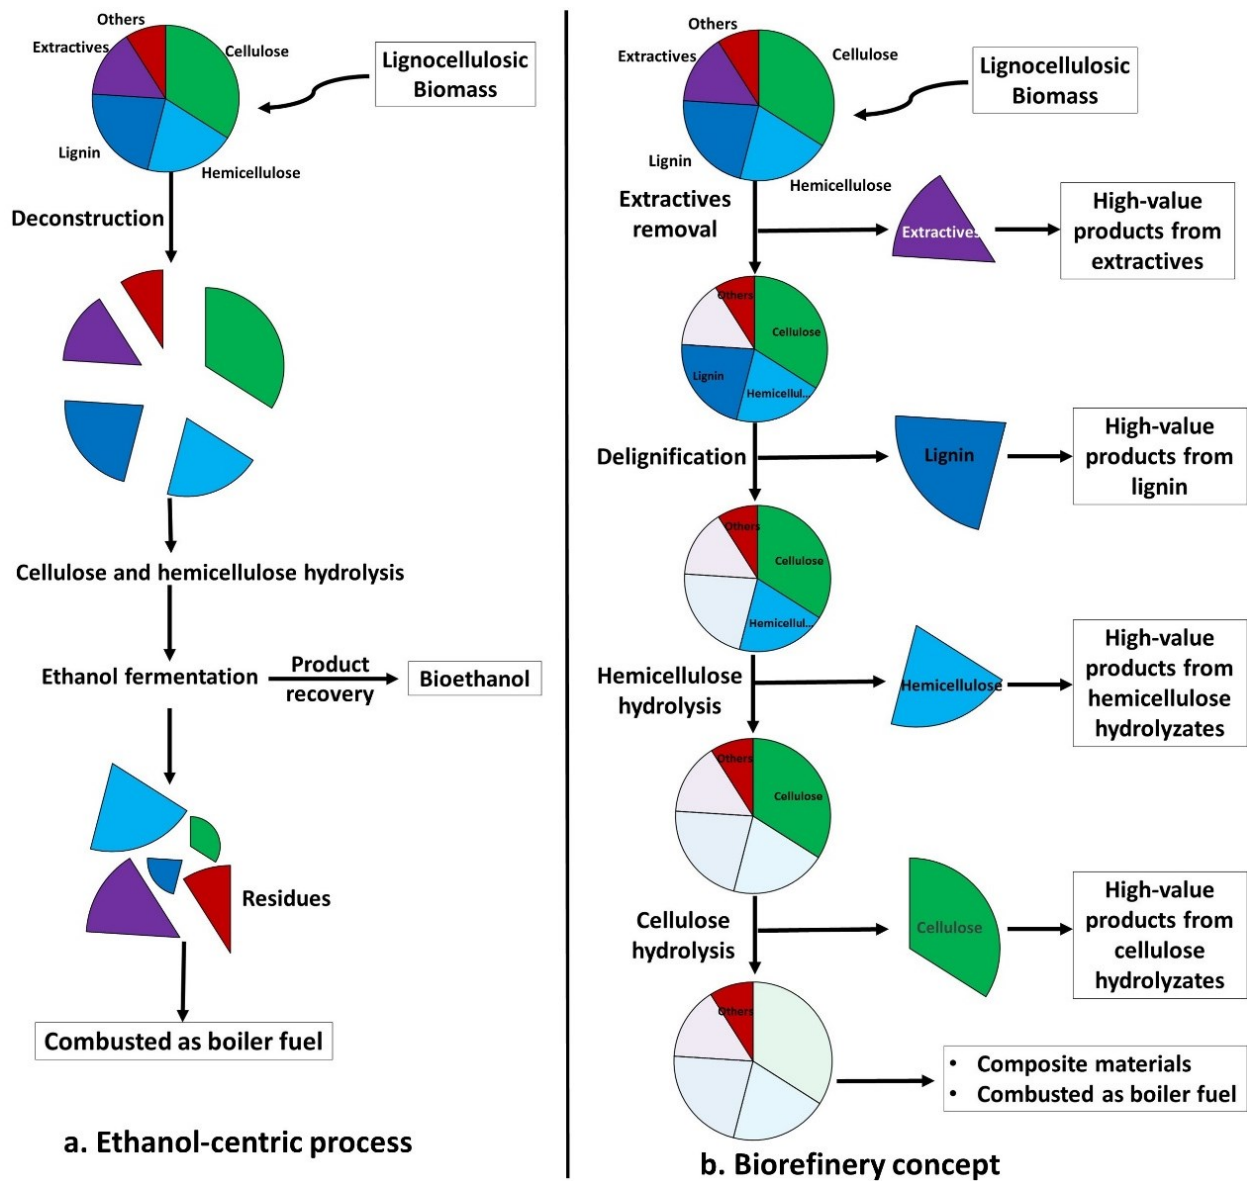 Others
Extractives
Cellulose
Lignocellulosic
Biomass
Lignin
Hemicellulose
Deconstruction
Cellulose and hemicellulose hydrolysis
Ethanol fermentation
Product
recovery
Bioethanol
Residues
Combusted as boiler fuel
a. Ethanol-centric process
Others
Extractives
Cellulose
Lignocellulosic
Biomass
Lignin
Hemicellulose
Extractives
removal
Extractives
High-value
products from
extractives
Others
Cellulose
Lignin
Hemicellul...
Delignification
Lignin
High-value
products from
lignin
Others
Cellulose
Hemicellul...
Hemicellulose
hydrolysis
Hemicellulose
High-value
products from
hemicellulose
hydrolyzates
Others
Cellulose
Cellulose
hydrolysis
Cellulose
High-value
products from
cellulose
hydrolyzates
Others
• Composite materials
• Combusted as boiler fuel
b. Biorefinery concept